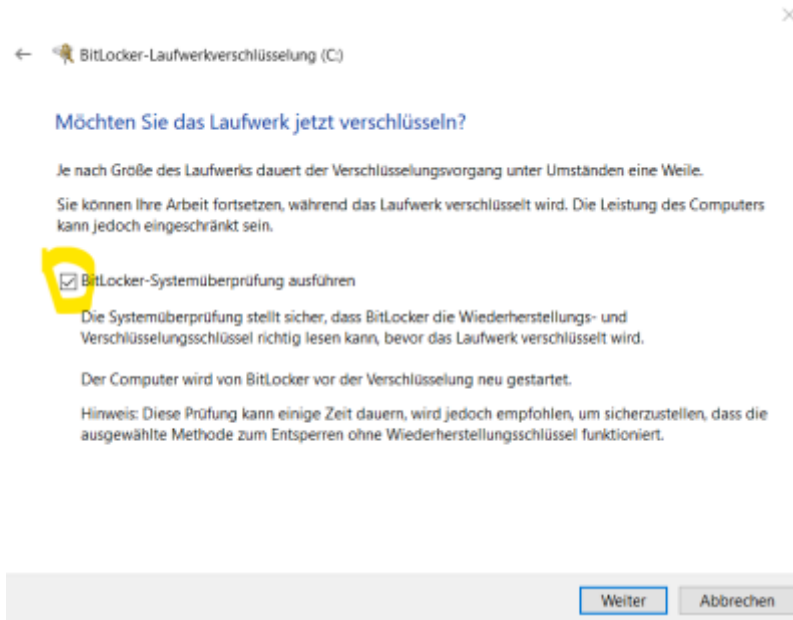 BitLocker-Laufwerkverschlüsselung (C:)
Möchten Sie das Laufwerk jetzt verschlüsseln?
Je nach Größe des Laufwerks dauert der Verschlüsselungsvorgang unter Umständen eine Weile.
Sie können Ihre Arbeit fortsetzen, während das Laufwerk verschlüsselt wird. Die Leistung des Computers
kann jedoch eingeschränkt sein.
BitLocker-Systemüberprüfung ausführen
Die Systemüberprüfung stellt sicher, dass BitLocker die Wiederherstellungs- und
Verschlüsselungsschlüssel richtig lesen kann, bevor das Laufwerk verschlüsselt wird.
Der Computer wird von BitLocker vor der Verschlüsselung neu gestartet.
Hinweis: Diese Prüfung kann einige Zeit dauern, wird jedoch empfohlen, um sicherzustellen, dass die
ausgewählte Methode zum Entsperren ohne Wiederherstellungsschlüssel funktioniert.
Weiter Abbrechen